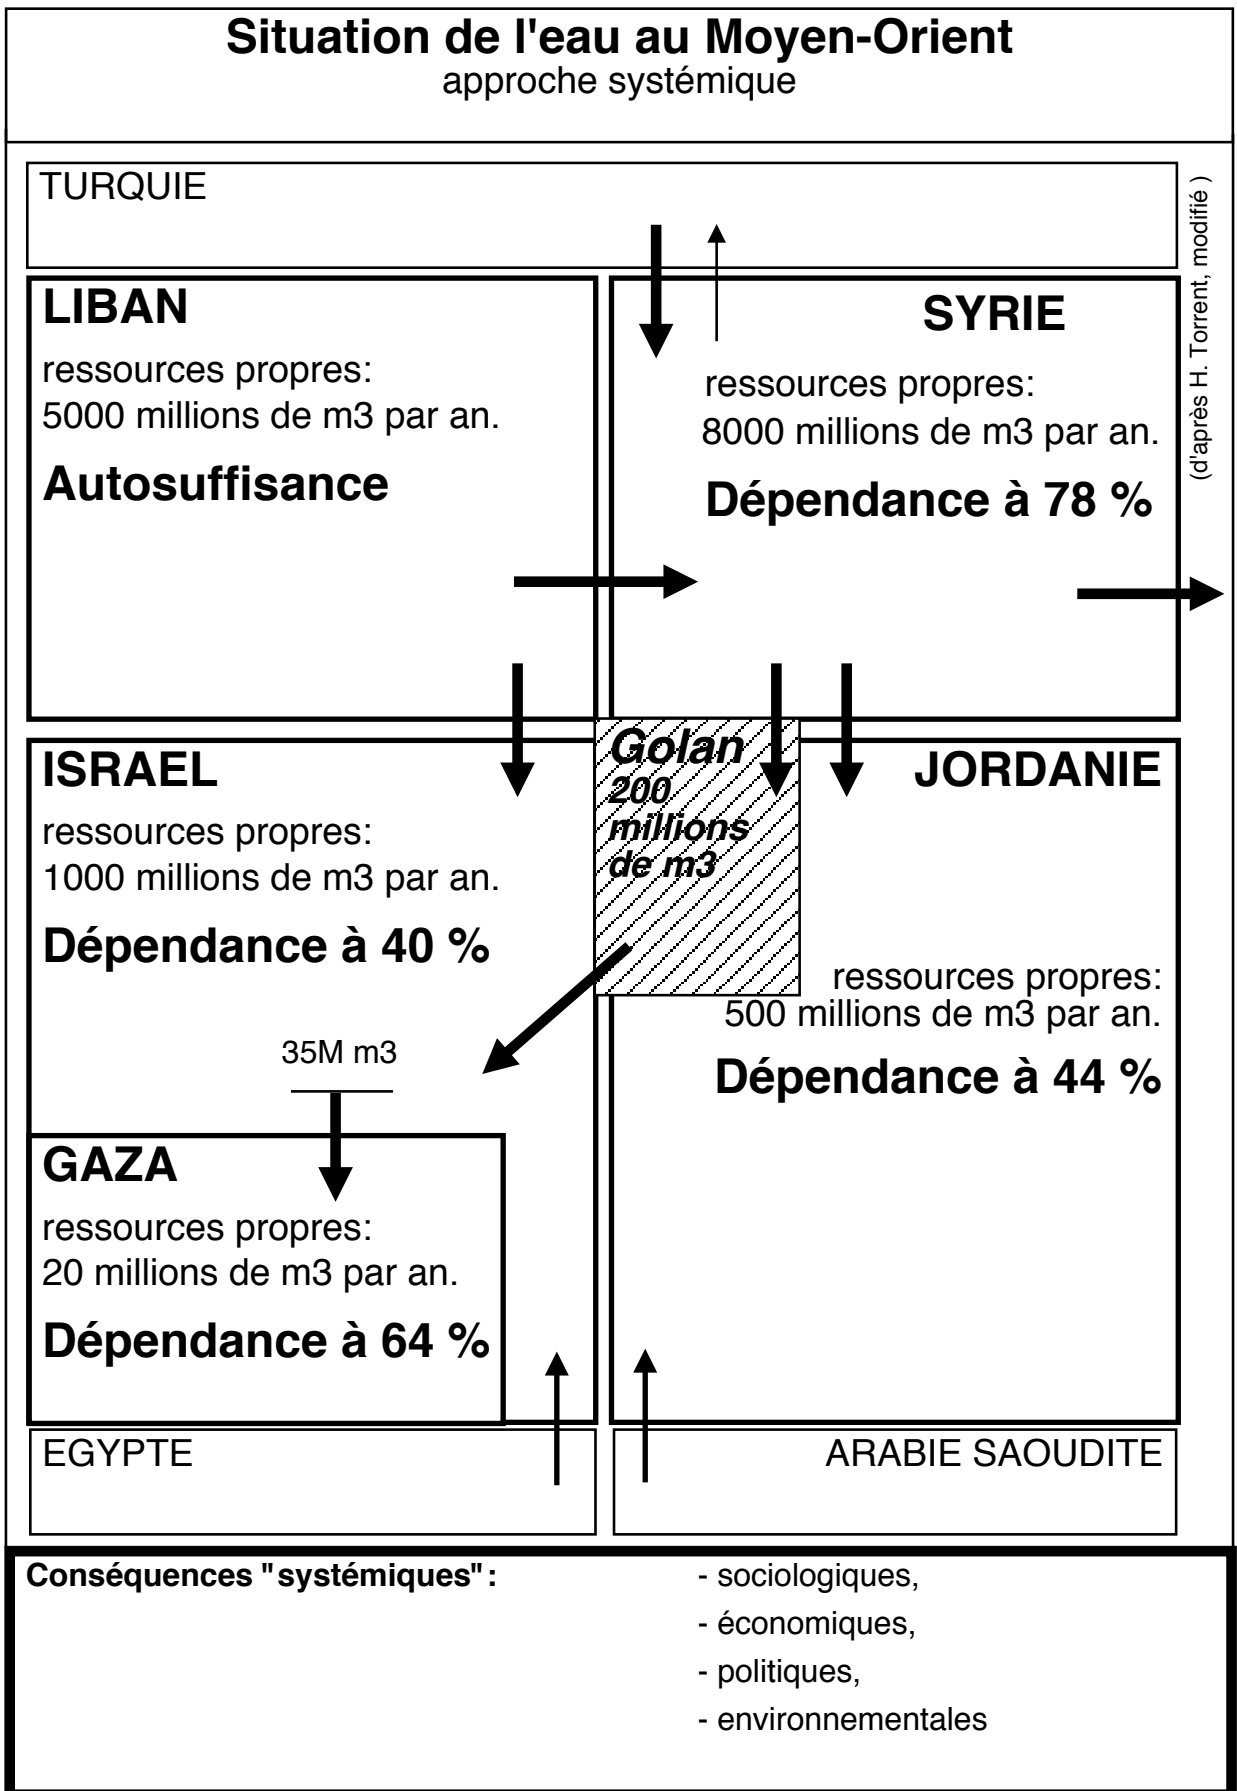 Situation de l'eau au Moyen-Orient
approche systémique
TURQUIE
(d'après H. Torrent, modifié )
LIBAN
ressources propres:
5000 millions de m3 par an.
Autosuffisance
SYRIE
ressources propres:
8000 millions de m3 par an.
Dépendance à 78 %
ISRAEL
ressources propres:
1000 millions de m3 par an.
Dépendance à 40 %
Golan
200
millions
de m3
JORDANIE
ressources propres:
500 millions de m3 par an.
Dépendance à 44 %
35M m3
GAZA
ressources propres:
20 millions de m3 par an.
Dépendance à 64 %
EGYPTE
ARABIE SAOUDITE
Conséquences "systémiques":
- sociologiques,
- économiques,
- politiques,
- environnementales